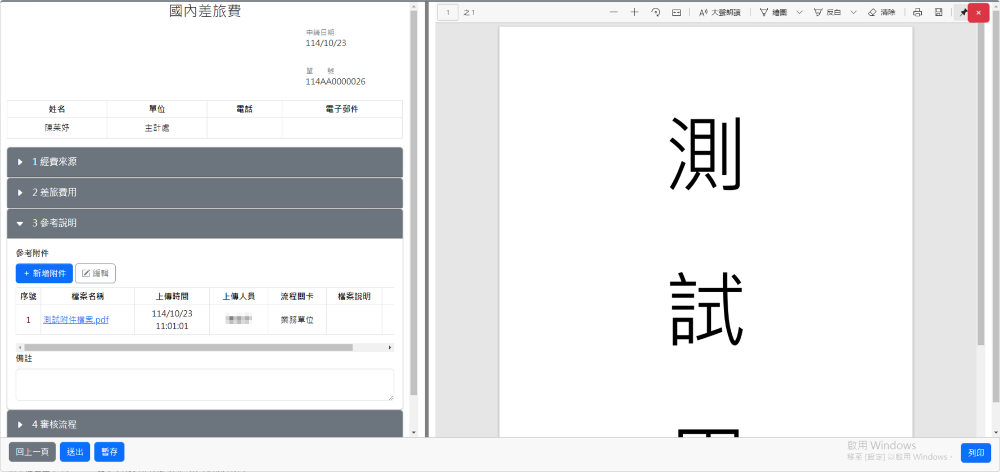 國內差旅費
申請日期
114/10/23
單 號
114AA0000026
姓名 單位 電話 電子郵件
陳茉妤 主計處
1 經費來源
2 差旅費用
3 參考說明
參考附件
+ 新增附件 編輯
序號 檔案名稱 上傳時間 上傳人員 流程關卡 檔案說明
1 測試附件檔案.pdf 114/10/23 11:01:01 業務單位
備註
4 審核流程
回上一頁 送出 暫存
1 之 1
大聲朗讀 繪圖 反白 清除
測
試
啟用 Windows
移至 [設定] 以啟用 Windows。
列印